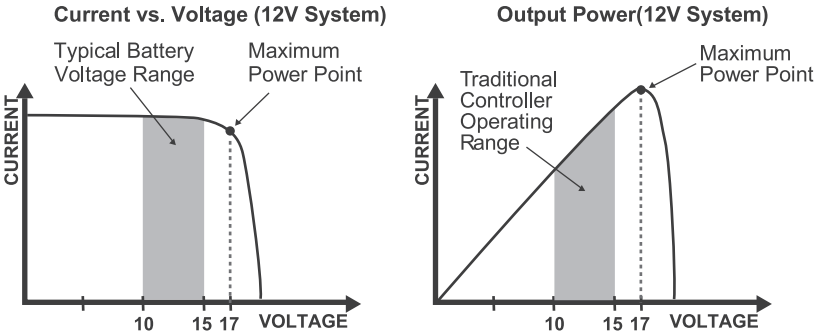 Current vs. Voltage (12V System)
Typical Battery
Voltage Range
Maximum
Power Point
CURRENT
10
15
17
VOLTAGE
Output Power(12V System)
Traditional
Controller
Operating
Range
Maximum
Power Point
CURRENT
10
15
17
VOLTAGE